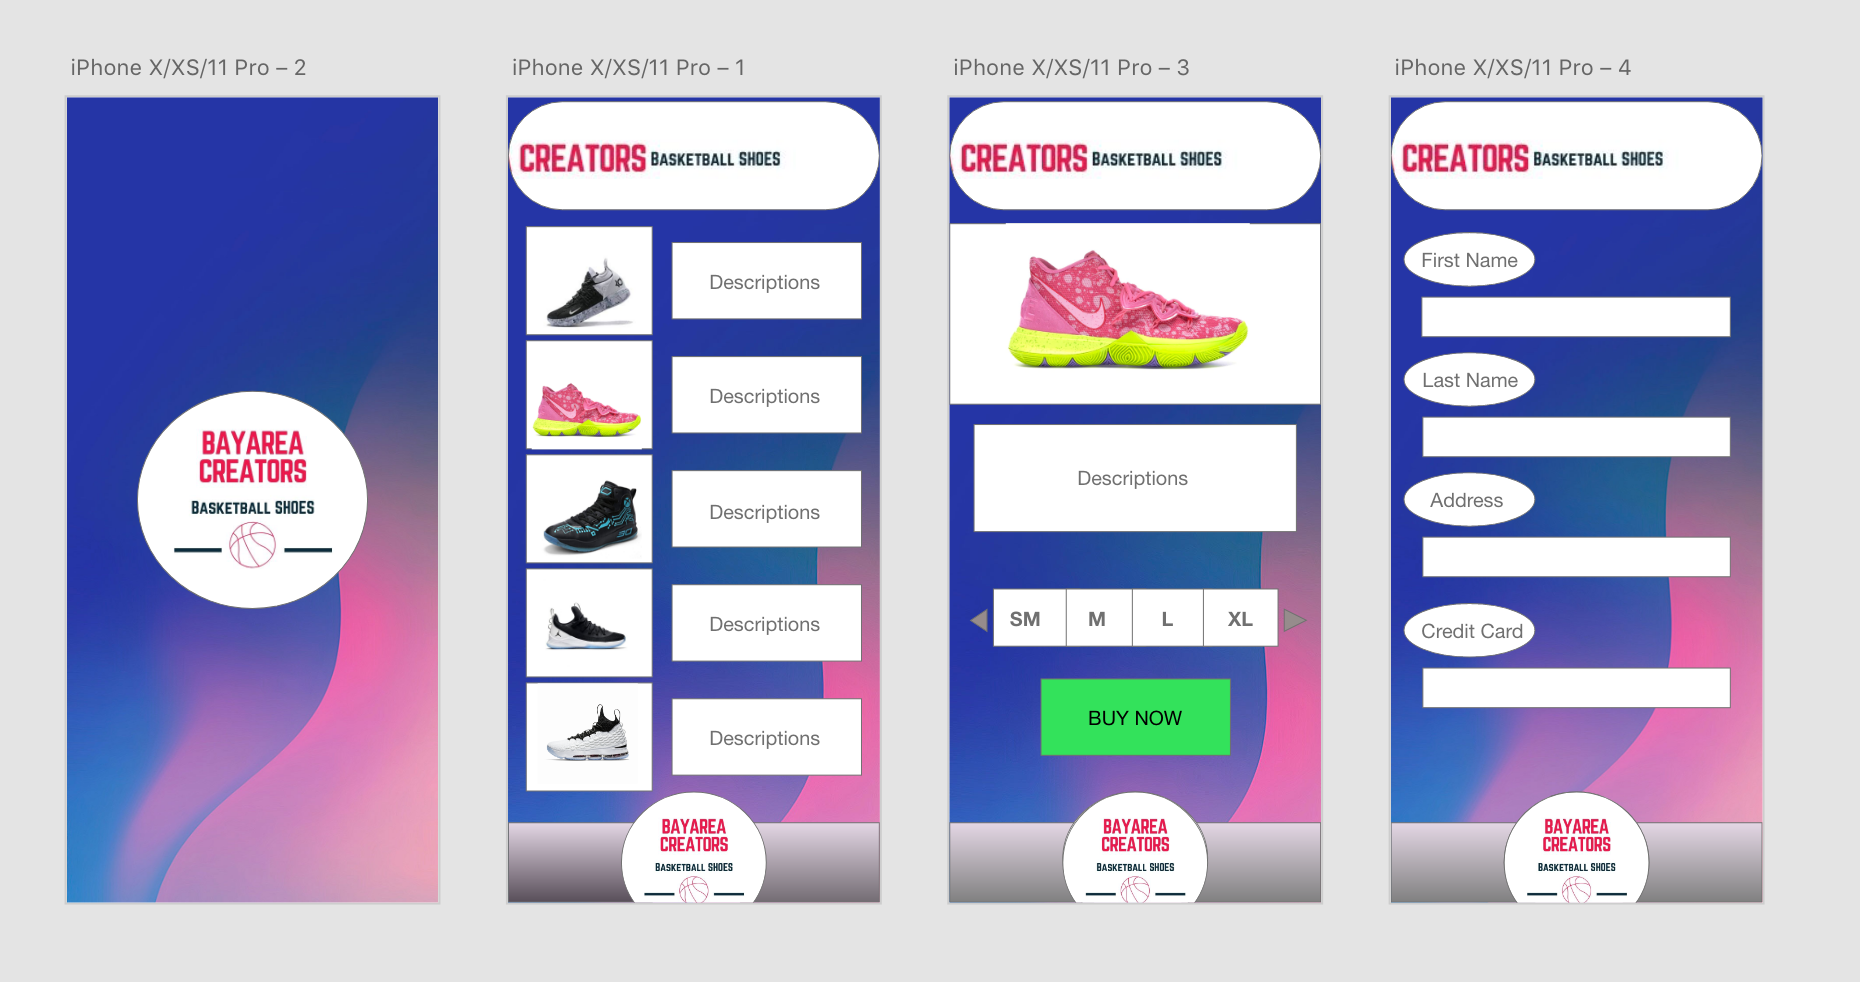 iPhone X/XS/11 Pro – 2
BAYAREA
CREATORS
BASKETBALL SHOES
iPhone X/XS/11 Pro – 1
CREATORS BASKETBALL SHOES
Descriptions
Descriptions
30
Descriptions
Descriptions
Descriptions
BAYAREA
CREATORS
BASKETBALL SHOES
iPhone X/XS/11 Pro – 3
CREATORS BASKETBALL SHOES
Descriptions
SM M L XL
BUY NOW
BAYAREA
CREATORS
BASKETBALL SHOES
iPhone X/XS/11 Pro – 4
CREATORS BASKETBALL SHOES
First Name
Last Name
Address
Credit Card
BAYAREA
CREATORS
BASKETBALL SHOES